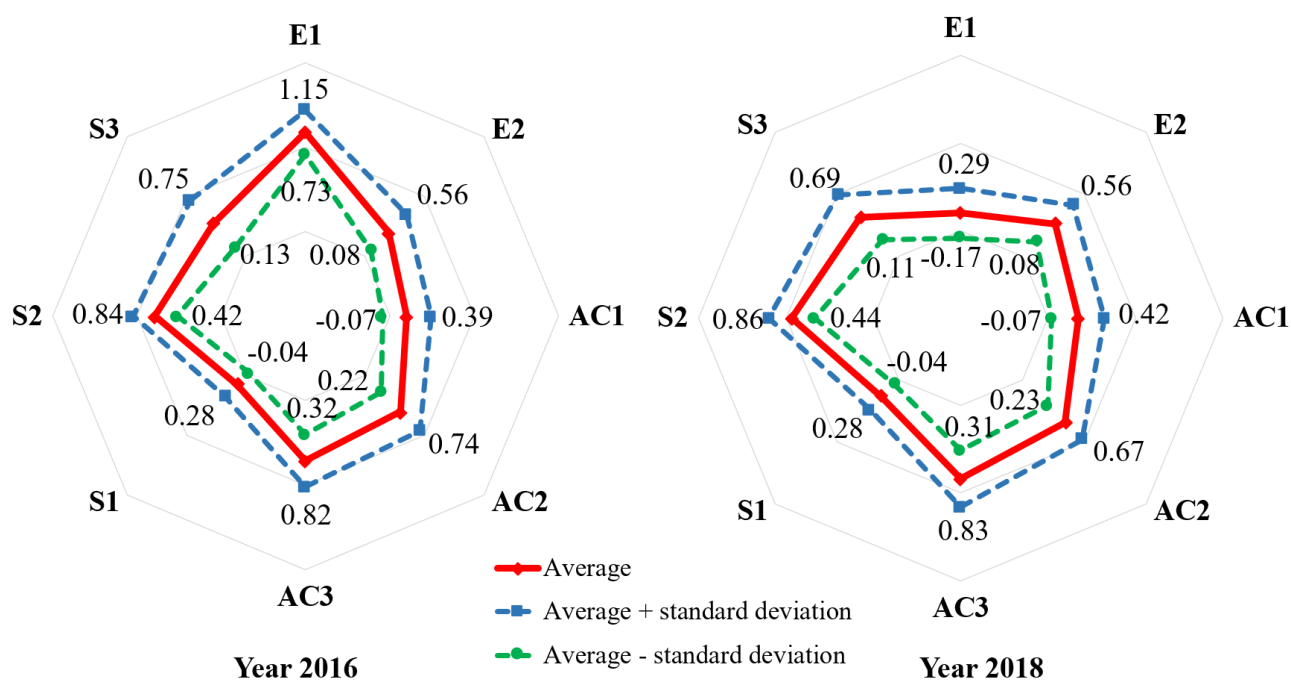 E1
1.15
S3
E2
0.75
0.56
0.73
0.13
0.08
S2
0.84
0.42
-0.07
0.39
AC1
-0.04
0.22
0.28
0.32
0.74
S1
0.82
AC2
AC3
Year 2016
E1
S3
E2
0.29
0.69
0.56
0.11
-0.17
0.08
S2
0.86
0.44
-0.07
0.42
AC1
-0.04
0.23
0.28
0.31
0.67
S1
0.83
AC2
AC3
Year 2018
Average
Average + standard deviation
Average - standard deviation